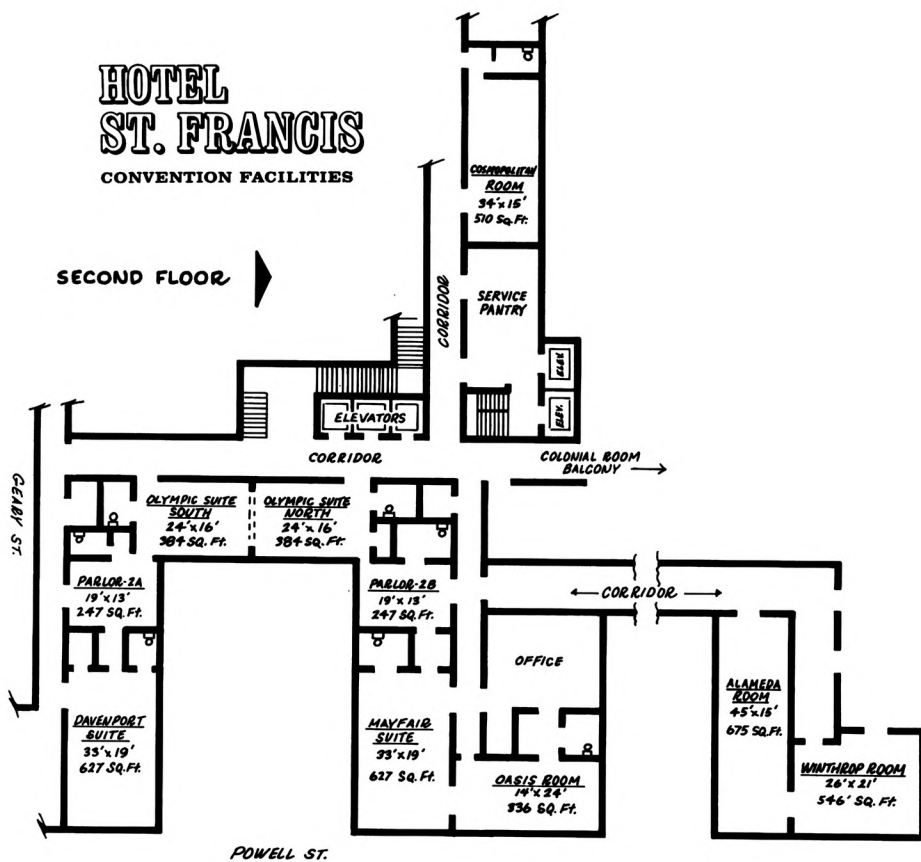 HOTEL
ST. FRANCIS
CONVENTION FACILITIES
SECOND FLOOR
COSMOPOLITAN
ROOM
34'x15'
510 SQ. Ft.
CORRIDOR
SERVICE
PANTRY
ELEV.
ELEV.
ELEVATORS
CORRIDOR
COLONIAL ROOM
BALCONY
GEARY ST.
OLYMPIC SUITE
SOUTH
24'x16'
384 SQ. Ft.
OLYMPIC SUITE
NORTH
24'x16'
384 SQ. Ft.
PARLOR-2A
19'x13'
247 SQ. Ft.
PARLOR-2B
19'x13'
247 SQ. Ft.
CORRIDOR
OFFICE
DAVENPORT
SUITE
33'x19'
627 SQ. Ft.
MAYFAIR
SUITE
33'x19'
627 SQ. Ft.
OASIS ROOM
14'x24'
336 SQ. Ft.
ALAMEDA
ROOM
45'x15'
675 SQ. Ft.
WINTHROP ROOM
26'x21'
546' SQ. Ft.
POWELL ST.